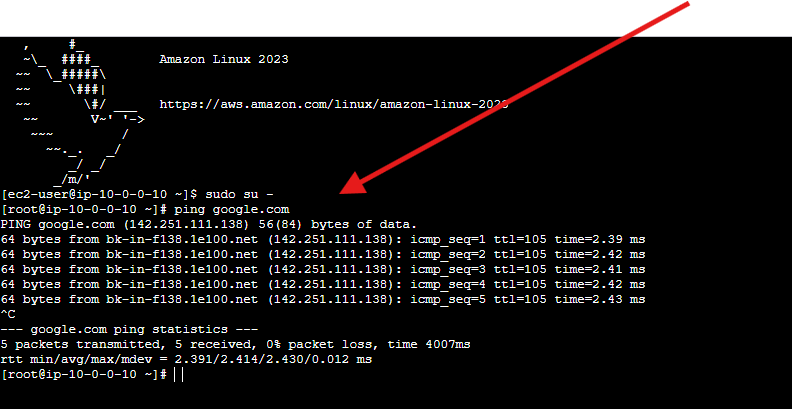 ,     #_
~\_  ####_        Amazon Linux 2023
~~  \_#####\
~~     \###|
~~       \#/ ___   https://aws.amazon.com/linux/amazon-linux-2023
~~       V~' '->
~~~         /
~~._.   _/
_/ _/
_/m/'
[ec2-user@ip-10-0-0-10 ~]$ sudo su -
[root@ip-10-0-0-10 ~]# ping google.com
PING google.com (142.251.111.138) 56(84) bytes of data.
64 bytes from bk-in-f138.1e100.net (142.251.111.138): icmp_seq=1 ttl=105 time=2.39 ms
64 bytes from bk-in-f138.1e100.net (142.251.111.138): icmp_seq=2 ttl=105 time=2.42 ms
64 bytes from bk-in-f138.1e100.net (142.251.111.138): icmp_seq=3 ttl=105 time=2.41 ms
64 bytes from bk-in-f138.1e100.net (142.251.111.138): icmp_seq=4 ttl=105 time=2.42 ms
64 bytes from bk-in-f138.1e100.net (142.251.111.138): icmp_seq=5 ttl=105 time=2.43 ms
^C
--- google.com ping statistics ---
5 packets transmitted, 5 received, 0% packet loss, time 4007ms
rtt min/avg/max/mdev = 2.391/2.414/2.430/0.012 ms
[root@ip-10-0-0-10 ~]#